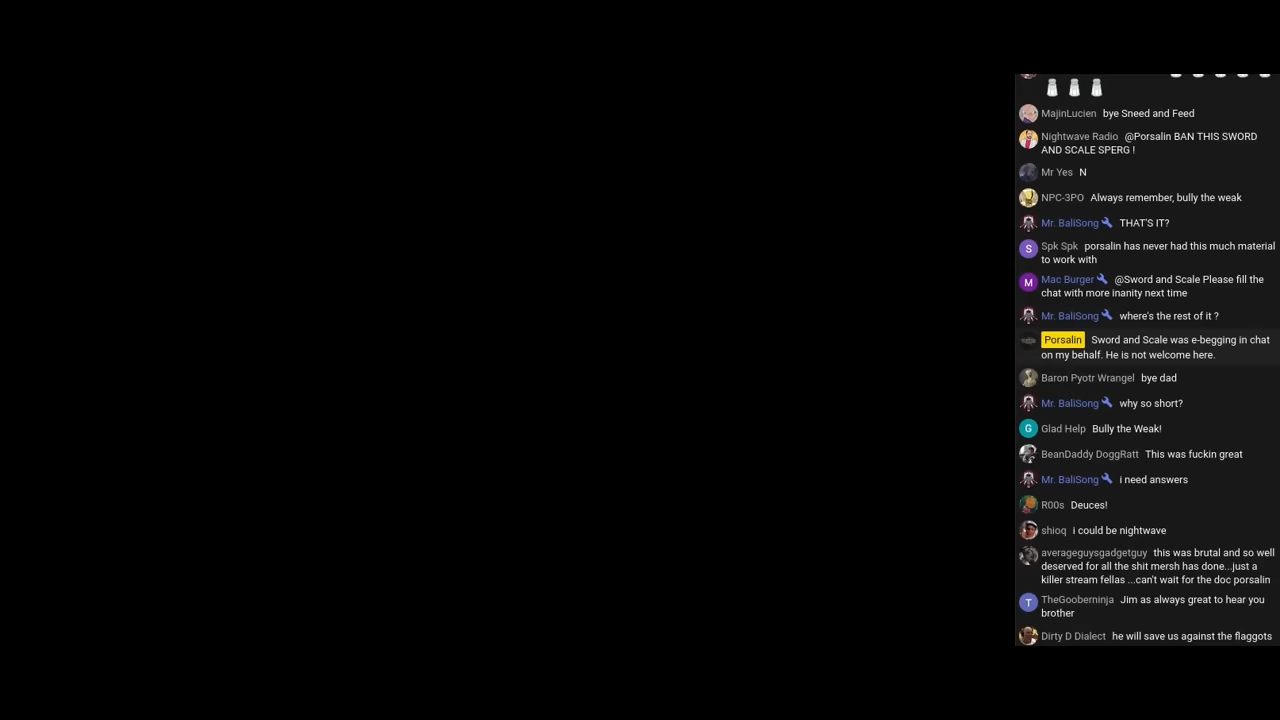 MajinLucien bye Sneed and Feed
Nightwave Radio @Porsalin BAN THIS SWORD
AND SCALE SPERG !
Mr Yes N
NPC-3PO Always remember, bully the weak
Mr. BaliSong THAT'S IT?
S Spk Spk porsalin has never had this much material
to work with
M Mac Burger @Sword and Scale Please fill the
chat with more inanity next time
Mr. BaliSong where's the rest of it ?
Porsalin Sword and Scale was e-begging in chat
on my behalf. He is not welcome here.
Baron Pyotr Wrangel bye dad
Mr. BaliSong why so short?
G Glad Help Bully the Weak!
BeanDaddy DoggRatt This was fuckin great
Mr. BaliSong i need answers
R00s Deuces!
shioq i could be nightwave
averageguysgadgetguy this was brutal and so well
deserved for all the shit mersh has done...just a
killer stream fellas ...can't wait for the doc porsalin
T TheGooberninja Jim as always great to hear you
brother
Dirty D Dialect he will save us against the flaggots